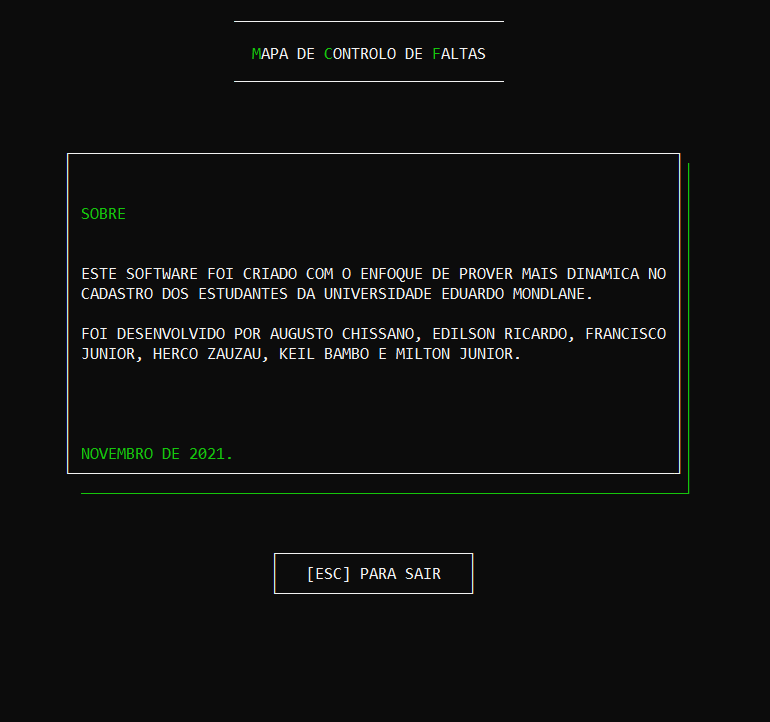 MAPA DE CONTROLO DE FALTAS
SOBRE
ESTE SOFTWARE FOI CRIADO COM O ENFOQUE DE PROVER MAIS DINAMICA NO
CADASTRO DOS ESTUDANTES DA UNIVERSIDADE EDUARDO MONDLANE.
FOI DESENVOLVIDO POR AUGUSTO CHISSANO, EDILSON RICARDO, FRANCISCO
JUNIOR, HERCO ZAUZAU, KEIL BAMBO E MILTON JUNIOR.
NOVEMBRO DE 2021.
[ESC] PARA SAIR